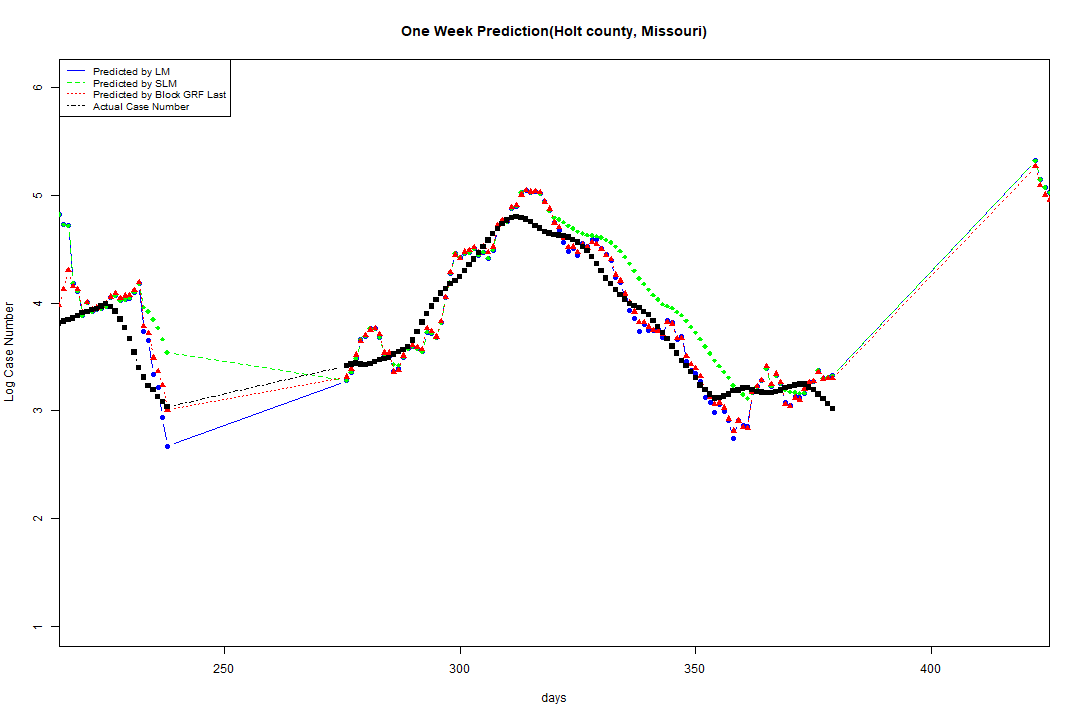 One Week Prediction(Holt county, Missouri)
Predicted by LM
Predicted by SLM
Predicted by Block GRF Last
Actual Case Number
6
5
4
3
2
1
Log Case Number
250 300 350 400
days